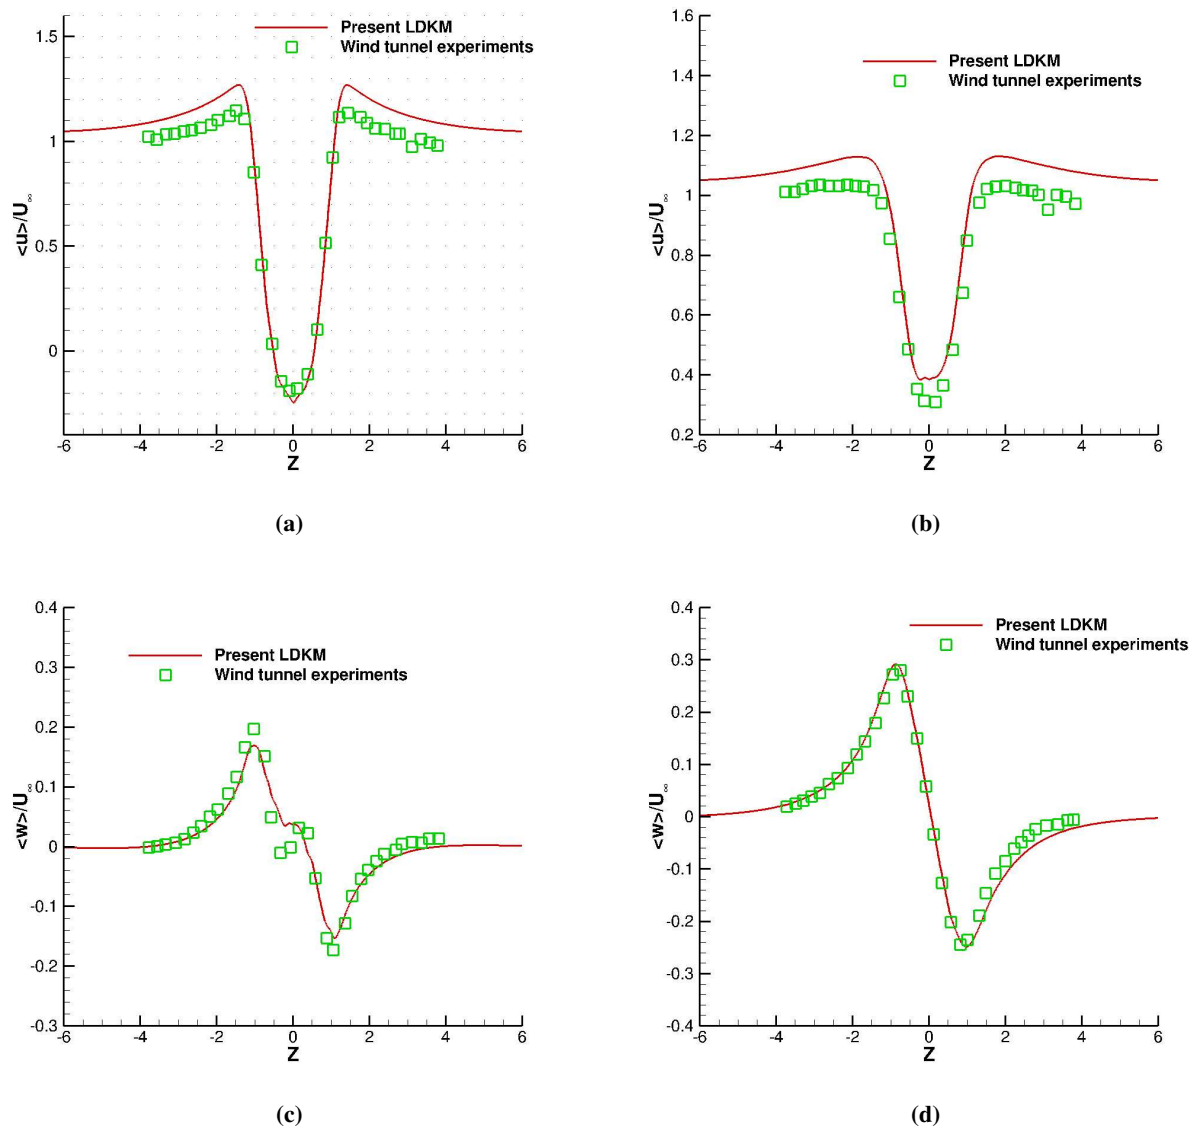 Present LDKM
Wind tunnel experiments
<u>/U∞
1.5
1
0.5
0
-6 -4 -2 0 2 4 6
Z
(a)
Present LDKM
Wind tunnel experiments
<u>/U∞
1.6
1.4
1.2
1
0.8
0.6
0.4
0.2
-6 -4 -2 0 2 4 6
Z
(b)
Present LDKM
Wind tunnel experiments
<w>/U∞
0.4
0.3
0.2
0.1
0
-0.1
-0.2
-0.3
-6 -4 -2 0 2 4 6
Z
(c)
Present LDKM
Wind tunnel experiments
<w>/U∞
0.4
0.3
0.2
0.1
0
-0.1
-0.2
-0.3
-0.4
-6 -4 -2 0 2 4 6
Z
(d)